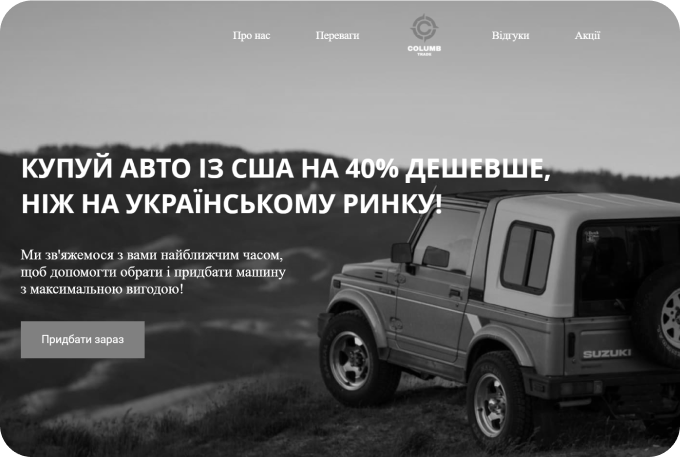 Про нас
Переваги
COLUMB
TRADE
Відгуки
Акції
КУПУЙ АВТО ІЗ США НА 40% ДЕШЕВШЕ,
НІЖ НА УКРАЇНСЬКОМУ РИНКУ!
Ми зв'яжемося з вами найближчим часом,
щоб допомогти обрати і придбати машину
з максимальною вигодою!
Придбати зараз
SUZUKI